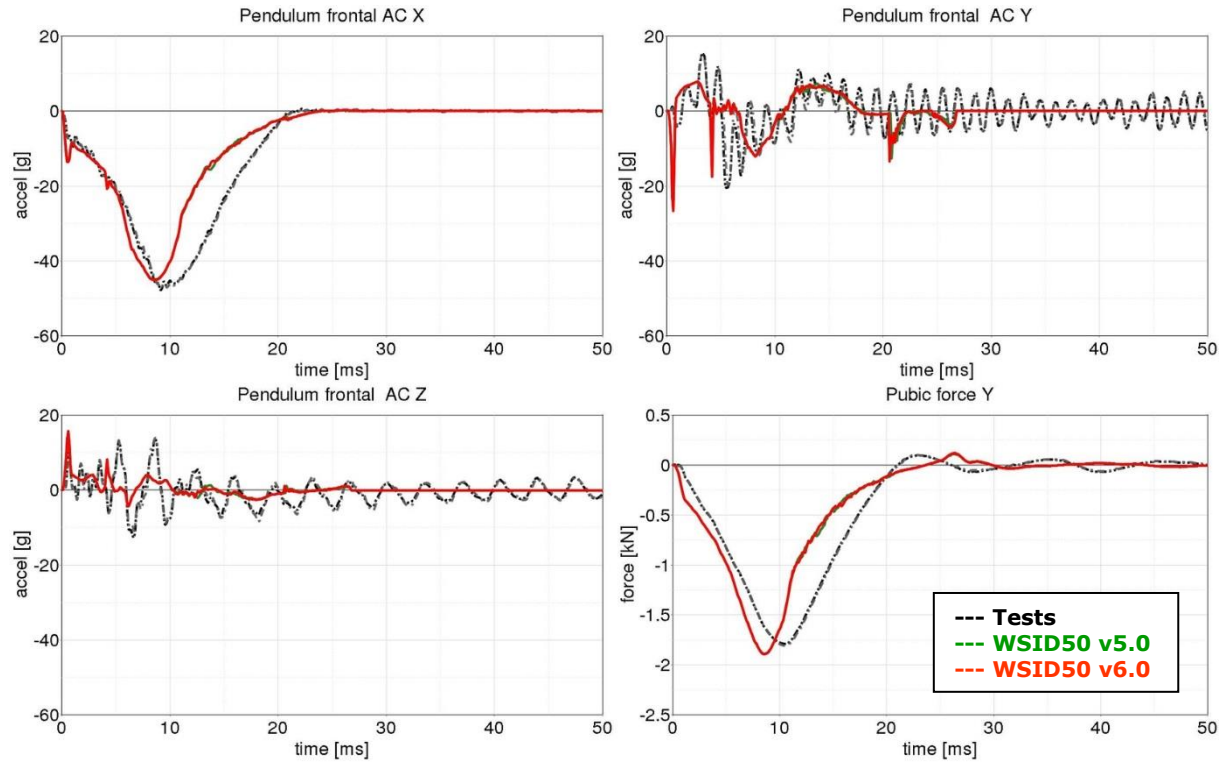 Pendulum frontal AC X
20
0
-20
-40
-60
accel [g]
0 10 20 30 40 50
time [ms]
Pendulum frontal AC Y
20
0
-20
-40
-60
accel [g]
0 10 20 30 40 50
time [ms]
Pendulum frontal AC Z
20
0
-20
-40
-60
accel [g]
0 10 20 30 40 50
time [ms]
Pubic force Y
0.5
0
-0.5
-1
-1.5
-2
-2.5
force [kN]
0 10 20 30 40 50
time [ms]
--- Tests
--- WSID50 v5.0
--- WSID50 v6.0